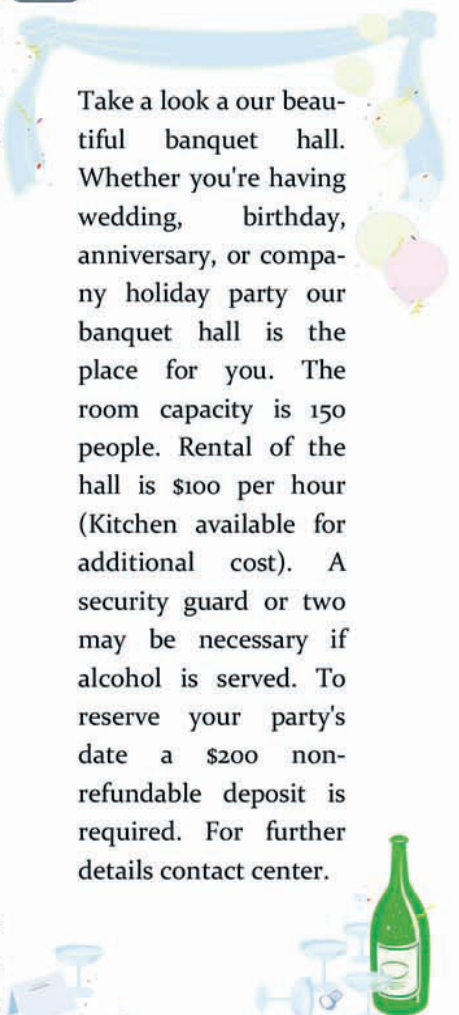 Take a look a our beau-
tiful banquet hall.
Whether you're having
wedding, birthday,
anniversary, or compa-
ny holiday party our
banquet hall is the
place for you. The
room capacity is 150
people. Rental of the
hall is $100 per hour
(Kitchen available for
additional cost). A
security guard or two
may be necessary if
alcohol is served. To
reserve your party's
date a $200 non-
refundable deposit is
required. For further
details contact center.